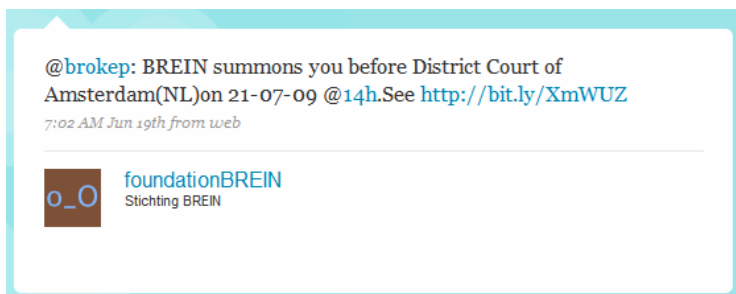 @brokep: BREIN summons you before District Court of
Amsterdam(NL)on 21-07-09 @14h.See http://bit.ly/XmWUZ
7:02 AM Jun 19th from web
o_O
foundationBREIN
Stichting BREIN